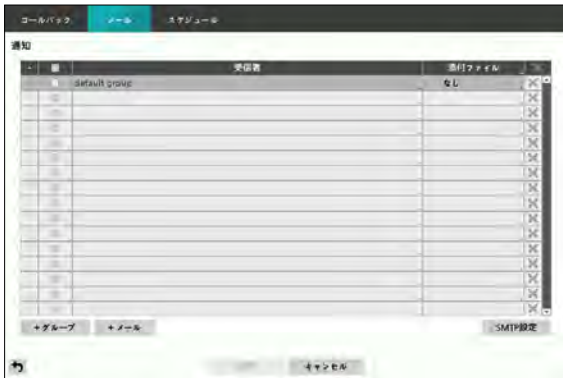 コールバック メール スケジュール
通知
受信者 添付ファイル
default group なし
+グループ +メール SMTP設定
キャンセル